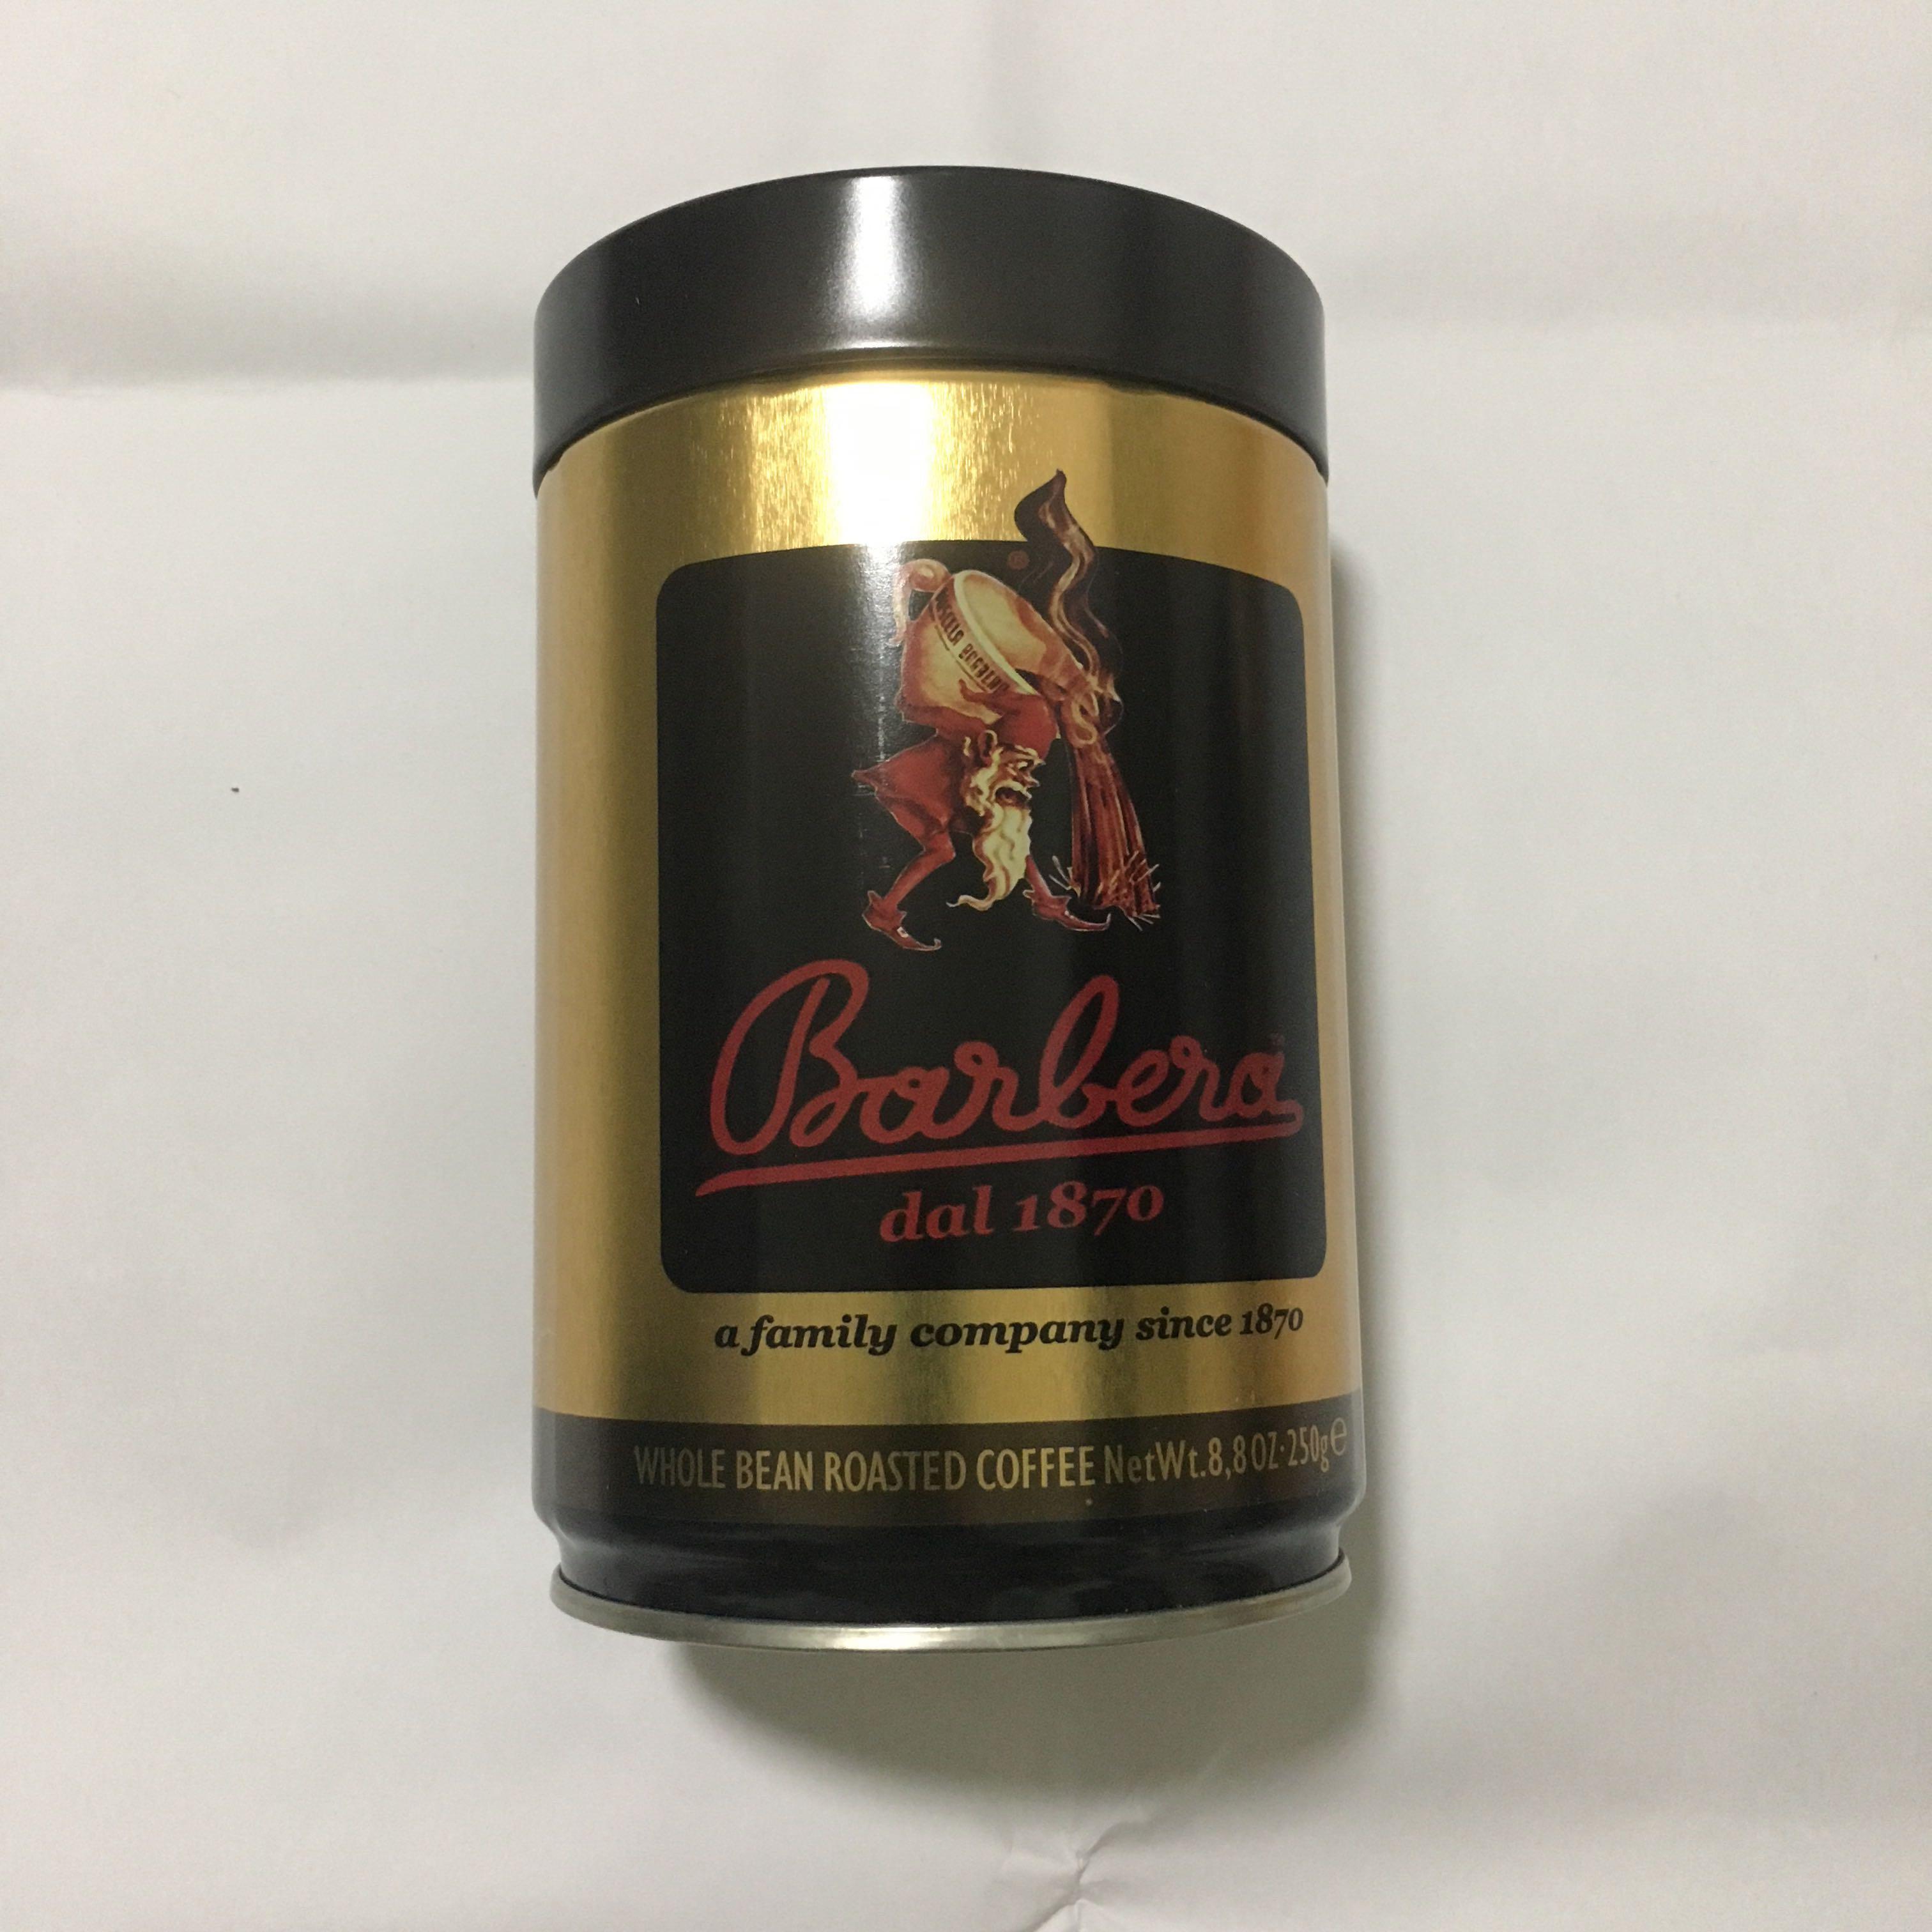 Barbera
dal 1870
a family company since 1870
WHOLE BEAN ROASTED COFFEE NetWt.8,8 OZ·250g ℮